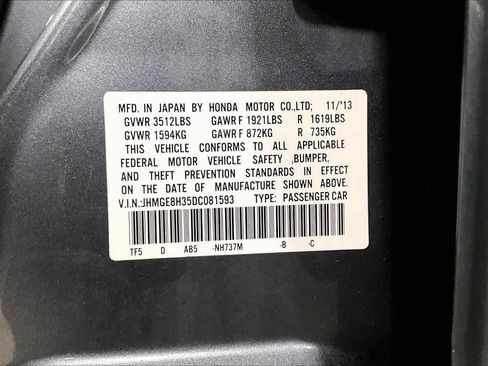 MFD. IN JAPAN BY HONDA MOTOR CO.,LTD; 11/'13
GVWR 3512LBS GAWR F 1921LBS R 1619LBS
GVWR 1594KG GAWR F 872KG R 735KG
THIS VEHICLE CONFORMS TO ALL APPLICABLE
FEDERAL MOTOR VEHICLE SAFETY ,BUMPER,
AND THEFT PREVENTION STANDARDS IN EFFECT
ON THE DATE OF MANUFACTURE SHOWN ABOVE.
V.I.N.:JHMGE8H35DC081593 TYPE: PASSENGER CAR
TF5 D AB5 -NH737M -B -C